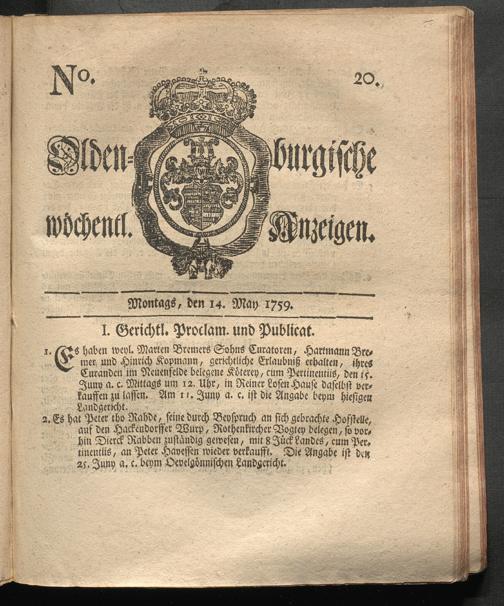 No. 20.
Olden- burgische
wöchentl. Anzeigen.
Montags, den 14. May 1759.
I. Gerichtl. Proclam. und Publicat.
1. Es haben weyl. Marten Bremers Sohns Curatoren, Hartmann Bre-
mer und Hinrich Kopmann, gerichtliche Erlaubniß erhalten, ihres
Curanden im Neuenfelde belegene Köterey, cum Pertinentiis, den 15.
Juny a. c. Mittags um 12. Uhr, in Reiner Losen Hause daselbst ver-
kauffen zu lassen. Am 11. Juny a. c. ist die Angabe beym hiesigen
Landgericht.
2. Es hat Peter tho Rahde, seine durch Beyspruch an sich gebrachte Hofstelle,
auf den Hackendorffer Wurp, Rothenkircher Vogtey belegen, so vor-
hin Dierck Rabben zuständig gewesen, mit 8 Jück Landes, cum Per-
tinentiis, an Peter Hayessen wieder verkaufft. Die Angabe ist den
25. Juny a. c. beym Oevelgönnischen Landgericht.